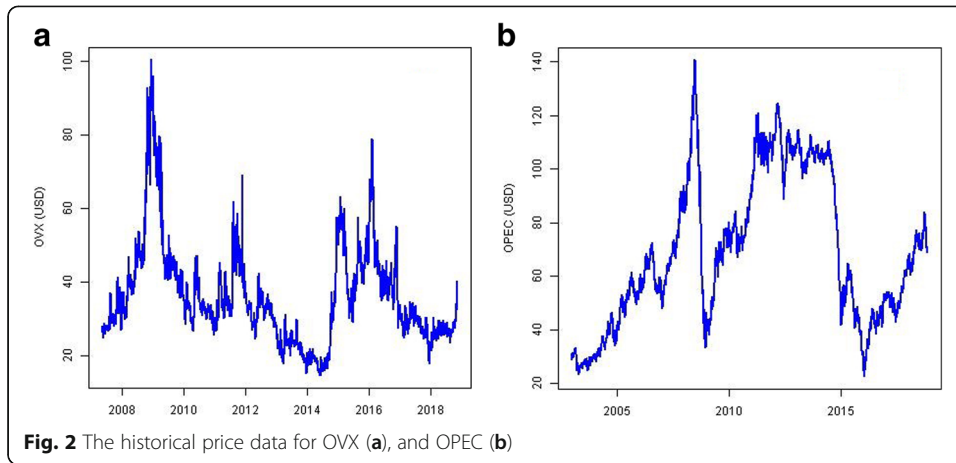 a
100
80
60
40
20
OVX (USD)
2008 2010 2012 2014 2016 2018
b
140
120
100
80
60
40
20
OPEC (USD)
2005 2010 2015
Fig. 2 The historical price data for OVX (a), and OPEC (b)